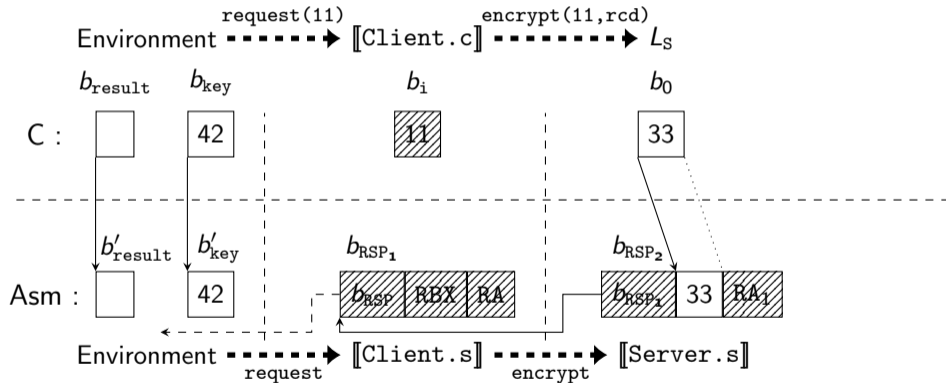 request(11) encrypt(11,rcd)
Environment ⟦Client.c⟧ L_S
b_result b_key b_i b_0
C : 42 11 33
b'_result b'_key b_RSP₁ b_RSP₂
Asm : 42 b_RSP RBX RA b_RSP₁ 33 RA₁
Environment ⟦Client.s⟧ ⟦Server.s⟧
request encrypt